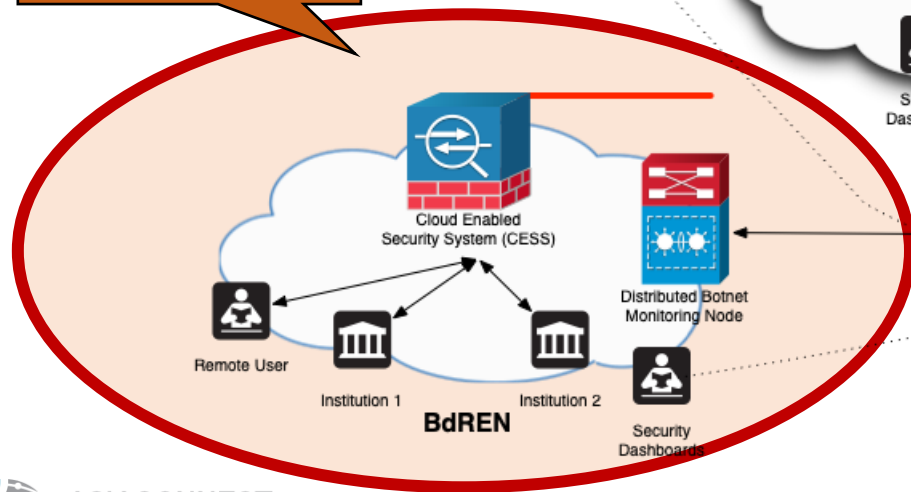 Cloud Enabled
Security System (CESS)
Distributed Botnet
Monitoring Node
Remote User
Institution 1
Institution 2
BdREN
Security
Dashboards